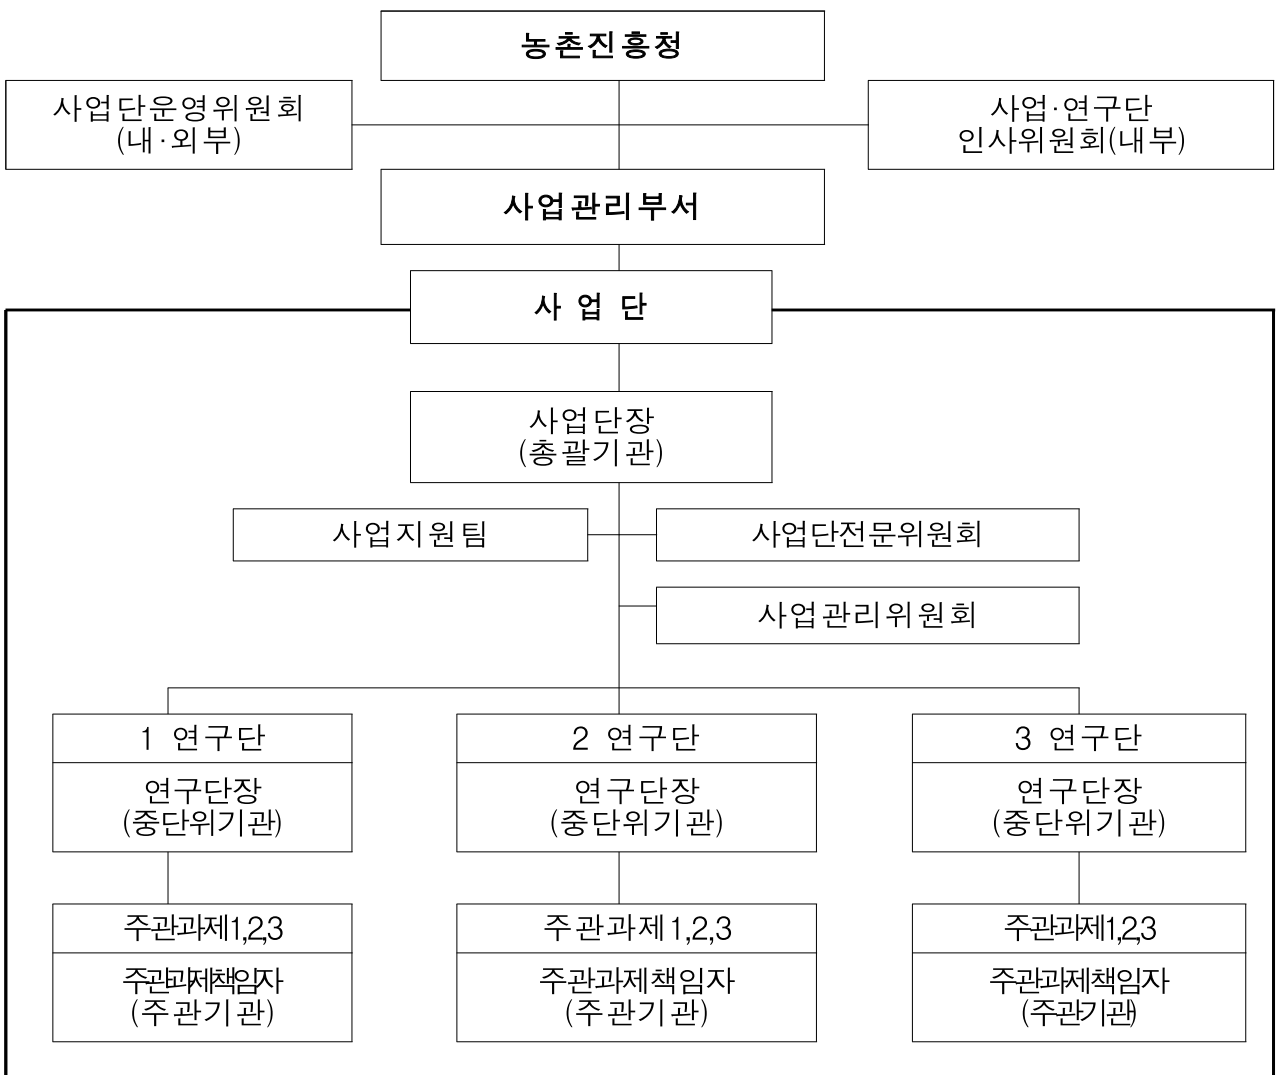 농촌진흥청
사업단운영위원회
(내·외부)
사업·연구단
인사위원회(내부)
사업관리부서
사 업 단
사업단장
(총괄기관)
사업지원팀
사업단전문위원회
사업관리위원회
1 연구단
연구단장
(중단위기관)
2 연구단
연구단장
(중단위기관)
3 연구단
연구단장
(중단위기관)
주관과제1,2,3
주관과제책임자
(주관기관)
주관과제1,2,3
주관과제책임자
(주관기관)
주관과제1,2,3
주관과제책임자
(주관기관)